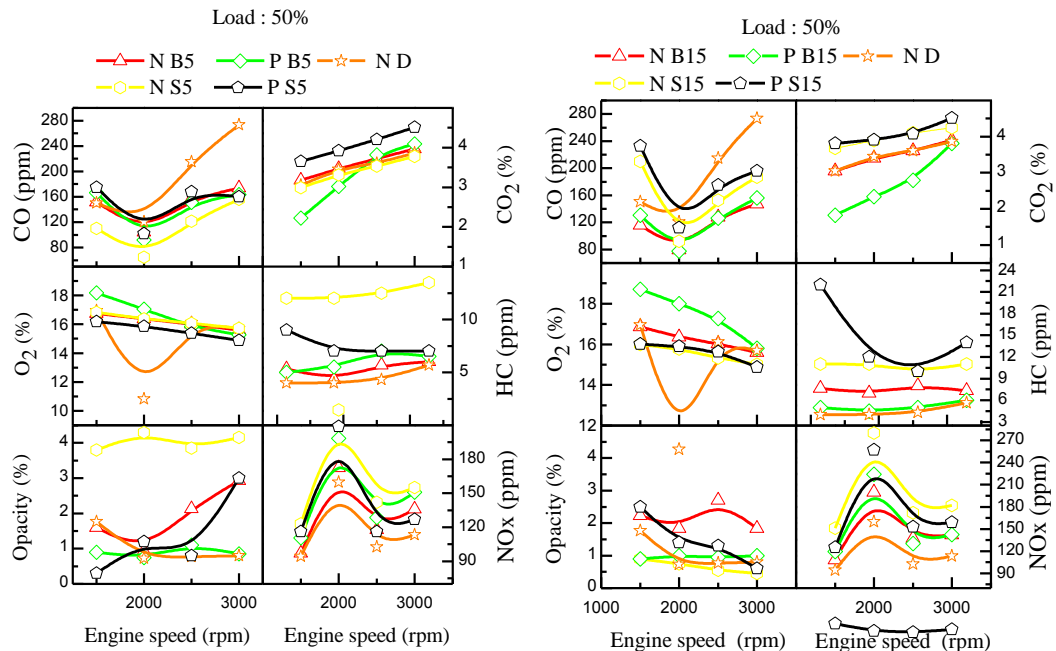 Load : 50%
N B5 P B5 N D
N S5 P S5
280
240
200
160
120
80
CO (ppm)
4
3
2
1
CO2 (%)
18
16
14
13
11
10
O2 (%)
10
5
HC (ppm)
4
3
2
1
0
Opacity (%)
180
150
120
90
NOx (ppm)
2000 3000 2000 3000
Engine speed (rpm) Engine speed (rpm)
Load : 50%
N B15 P B15 N D
N S15 P S15
280
240
200
160
120
80
CO (ppm)
4
3
2
1
CO2 (%)
18
16
14
12
O2 (%)
24
21
18
15
12
9
6
3
HC (ppm)
4
3
2
1
0
Opacity (%)
270
240
210
180
150
120
90
NOx (ppm)
1000 2000 3000 2000 3000
Engine speed (rpm) Engine speed (rpm)